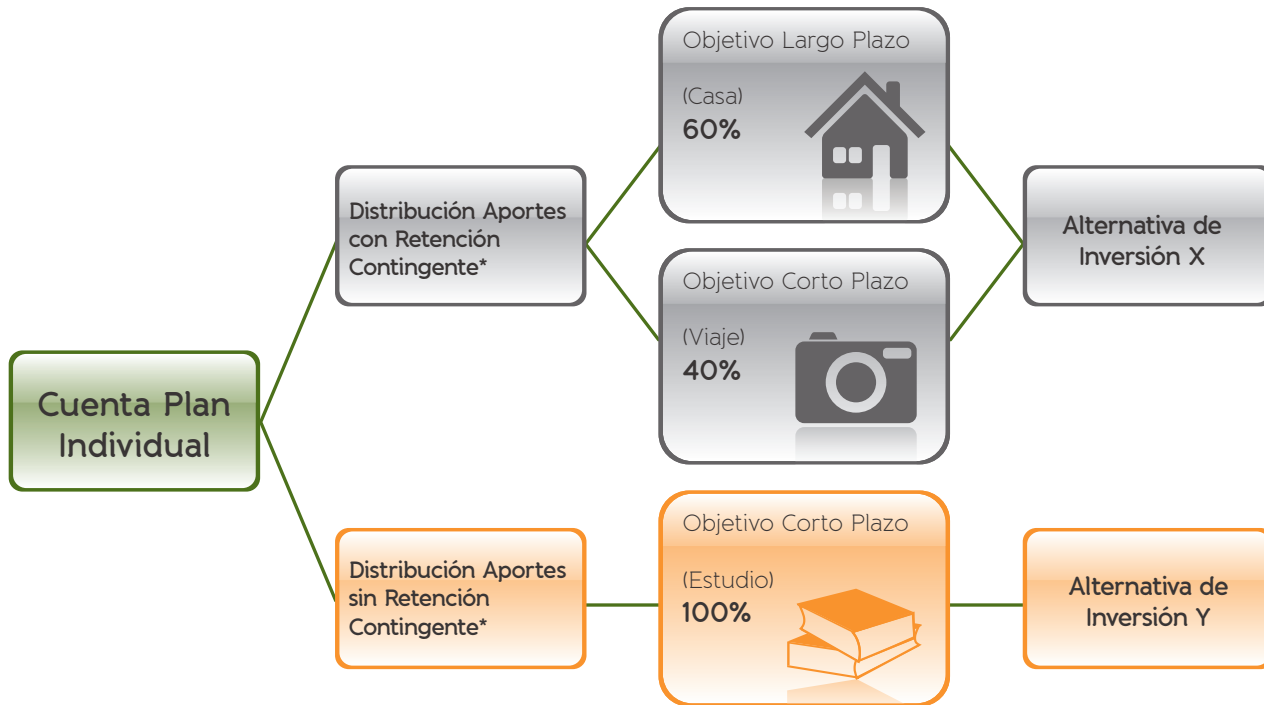 Cuenta Plan
Individual
Distribución Aportes
con Retención
Contingente*
Objetivo Largo Plazo
(Casa)
60%
Objetivo Corto Plazo
(Viaje)
40%
Alternativa de
Inversión X
Distribución Aportes
sin Retención
Contingente*
Objetivo Corto Plazo
(Estudio)
100%
Alternativa de
Inversión Y